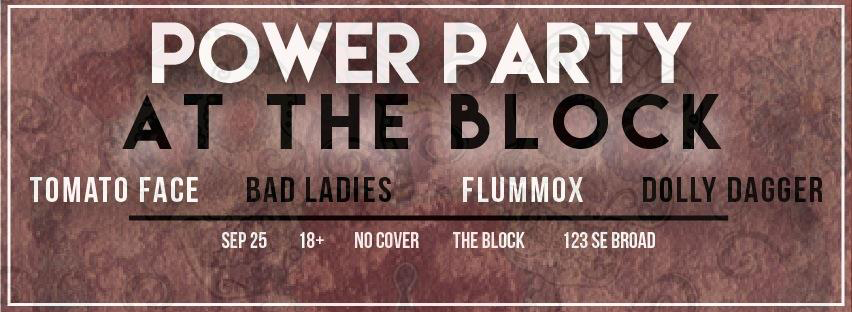 POWER PARTY
AT THE BLOCK
TOMATO FACE BAD LADIES FLUMMOX DOLLY DAGGER
SEP 25 18+ NO COVER THE BLOCK 123 SE BROAD